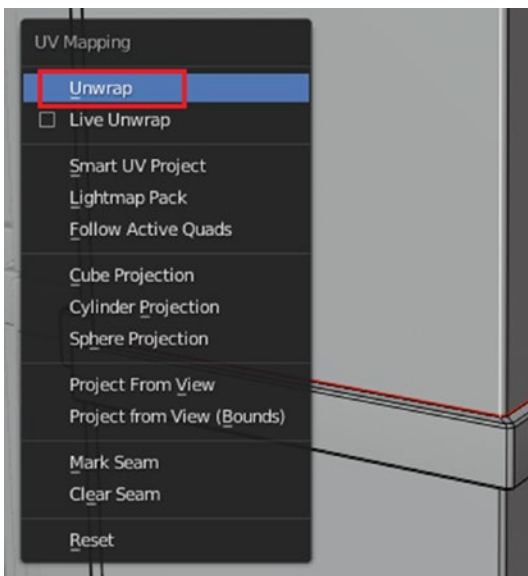 UV Mapping
Unwrap
Live Unwrap
Smart UV Project
Lightmap Pack
Follow Active Quads
Cube Projection
Cylinder Projection
Sphere Projection
Project From View
Project from View (Bounds)
Mark Seam
Clear Seam
Reset